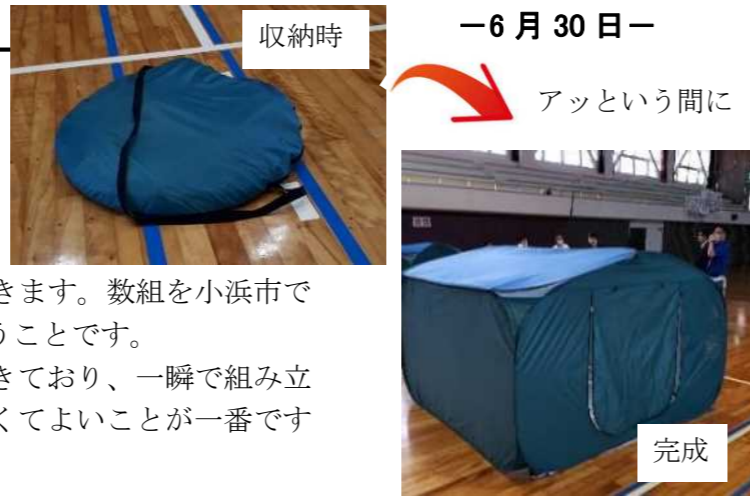 収納時
－6 月 30 日－
アッという間に
きます。数組を小浜市で
うことです。
きており、一瞬で組み立
くてよいことが一番です
完成